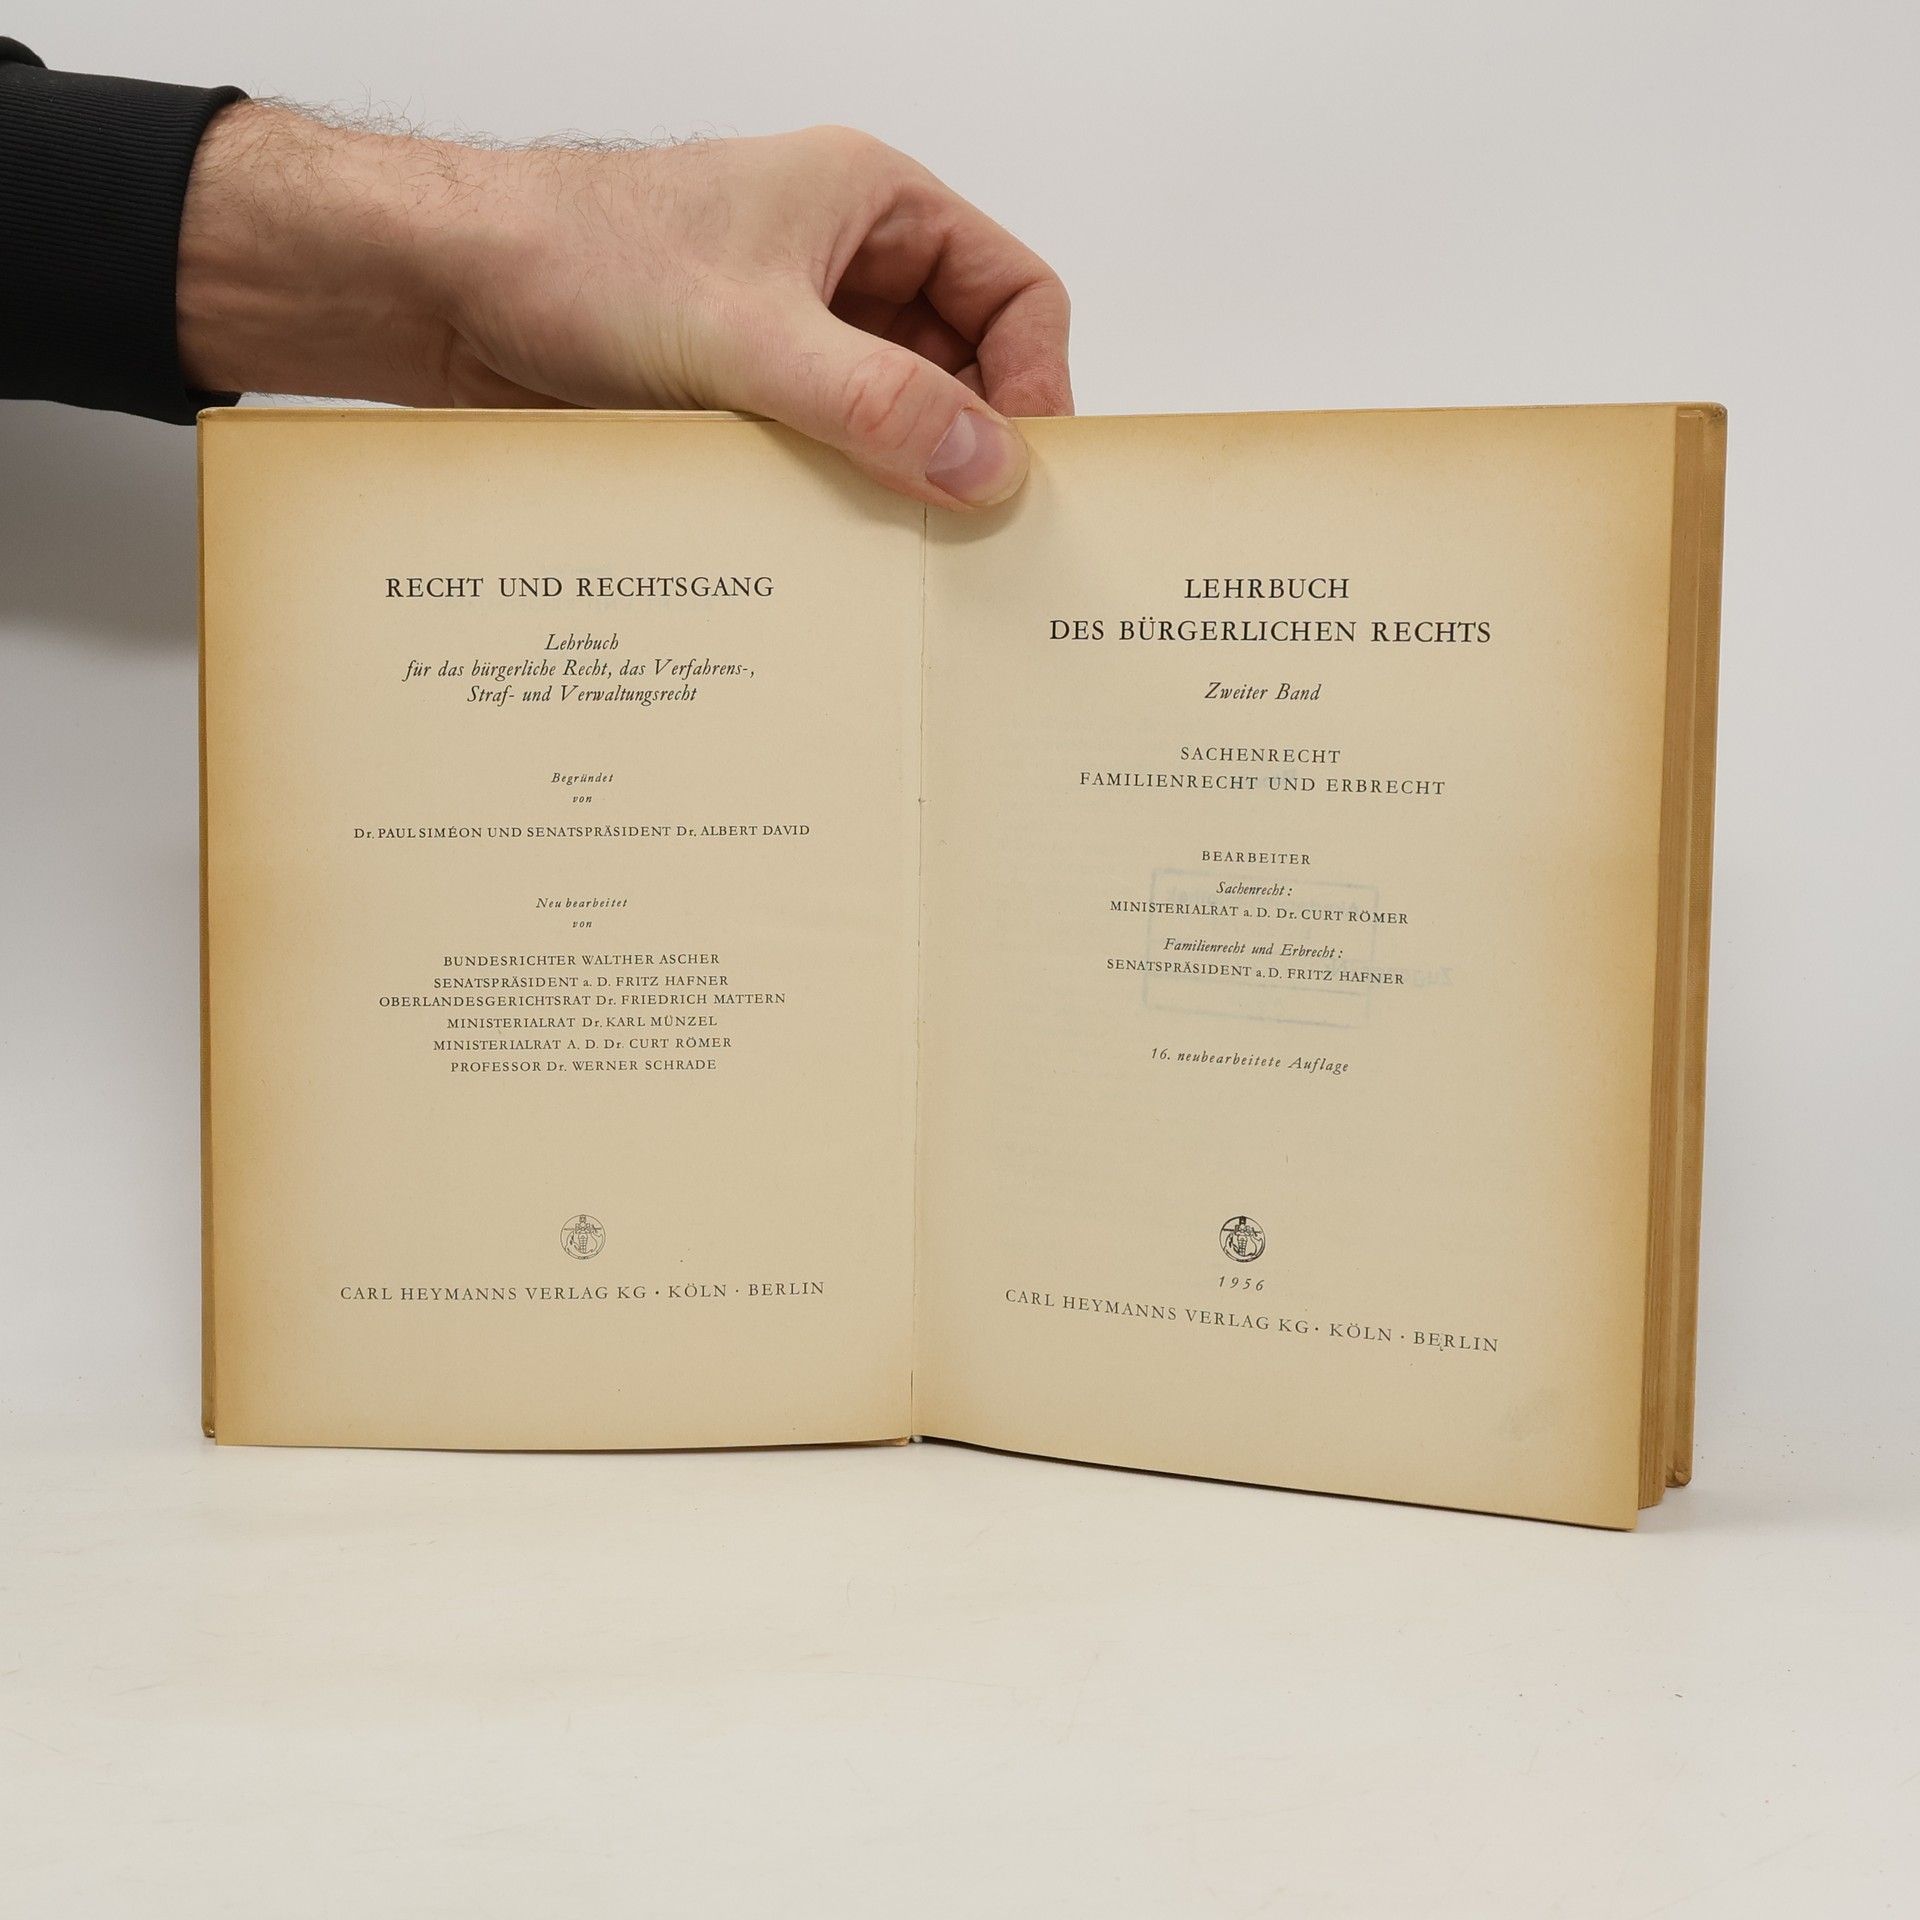 RECHT UND RECHTSGANG
Lehrbuch
für das bürgerliche Recht, das Verfahrens-,
Straf- und Verwaltungsrecht
Begründet
von
Dr. PAUL SIMÉON UND SENATSPRÄSIDENT Dr. ALBERT DAVID
Neu bearbeitet
von
BUNDESRICHTER WALTHER ASCHER
SENATSPRÄSIDENT a. D. FRITZ HAFNER
OBERLANDESGERICHTSRAT Dr. FRIEDRICH MATTERN
MINISTERIALRAT Dr. KARL MÜNZEL
MINISTERIALRAT A. D. Dr. CURT RÖMER
PROFESSOR Dr. WERNER SCHRADE
CARL HEYMANNS VERLAG KG · KÖLN · BERLIN
LEHRBUCH
DES BÜRGERLICHEN RECHTS
Zweiter Band
SACHENRECHT
FAMILIENRECHT UND ERBRECHT
BEARBEITER
Sachenrecht:
MINISTERIALRAT a. D. Dr. CURT RÖMER
Familienrecht und Erbrecht:
SENATSPRÄSIDENT a. D. FRITZ HAFNER
16. neubearbeitete Auflage
1956
CARL HEYMANNS VERLAG KG · KÖLN · BERLIN